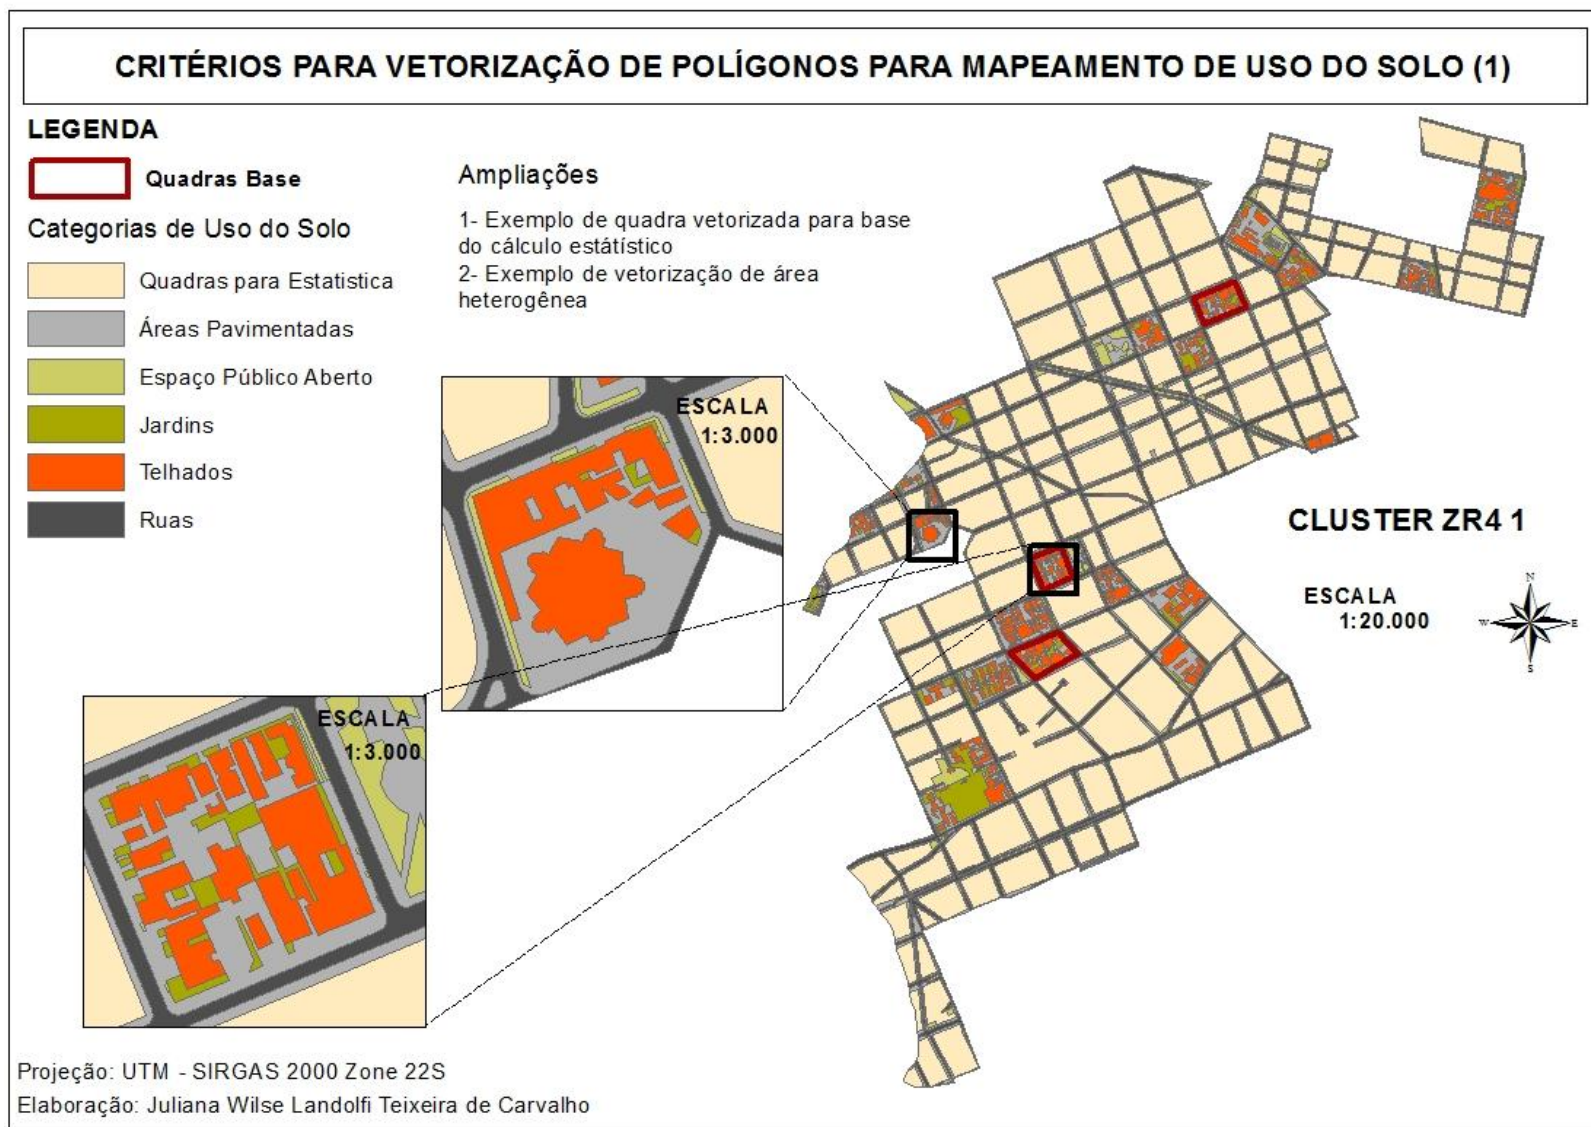 CRITÉRIOS PARA VETORIZAÇÃO DE POLÍGONOS PARA MAPEAMENTO DE USO DO SOLO (1)
LEGENDA
Quadras Base
Categorias de Uso do Solo
Quadras para Estatistica
Áreas Pavimentadas
Espaço Público Aberto
Jardins
Telhados
Ruas
Ampliações
1- Exemplo de quadra vetorizada para base
do cálculo estátístico
2- Exemplo de vetorização de área
heterogênea
ESCALA
1:3.000
ESCALA
1:3.000
CLUSTER ZR4 1
ESCALA
1:20.000
N
W
E
S
Projeção: UTM - SIRGAS 2000 Zone 22S
Elaboração: Juliana Wilse Landolfi Teixeira de Carvalho